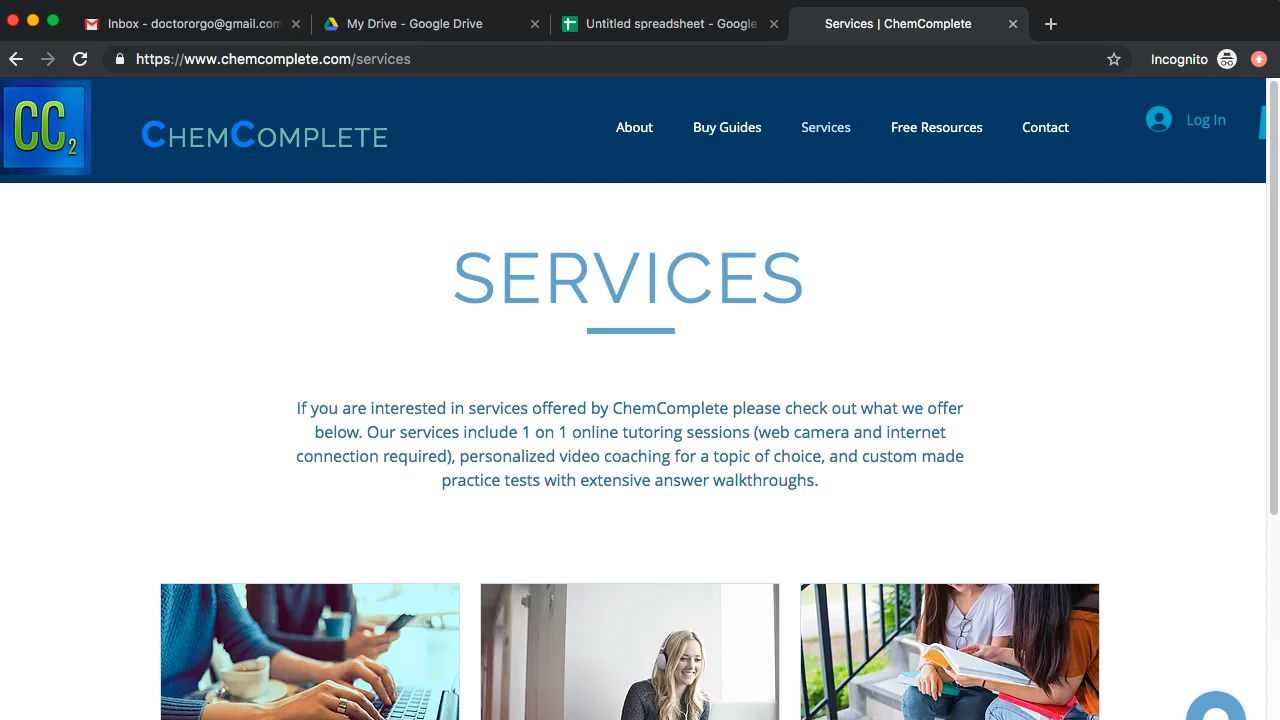 Inbox - doctororgo@gmail.com
My Drive - Google Drive
Untitled spreadsheet - Google
Services | ChemComplete
https://www.chemcomplete.com/services
Incognito
CC2
CHEMCOMPLETE
About
Buy Guides
Services
Free Resources
Contact
Log In
SERVICES
If you are interested in services offered by ChemComplete please check out what we offer
below. Our services include 1 on 1 online tutoring sessions (web camera and internet
connection required), personalized video coaching for a topic of choice, and custom made
practice tests with extensive answer walkthroughs.